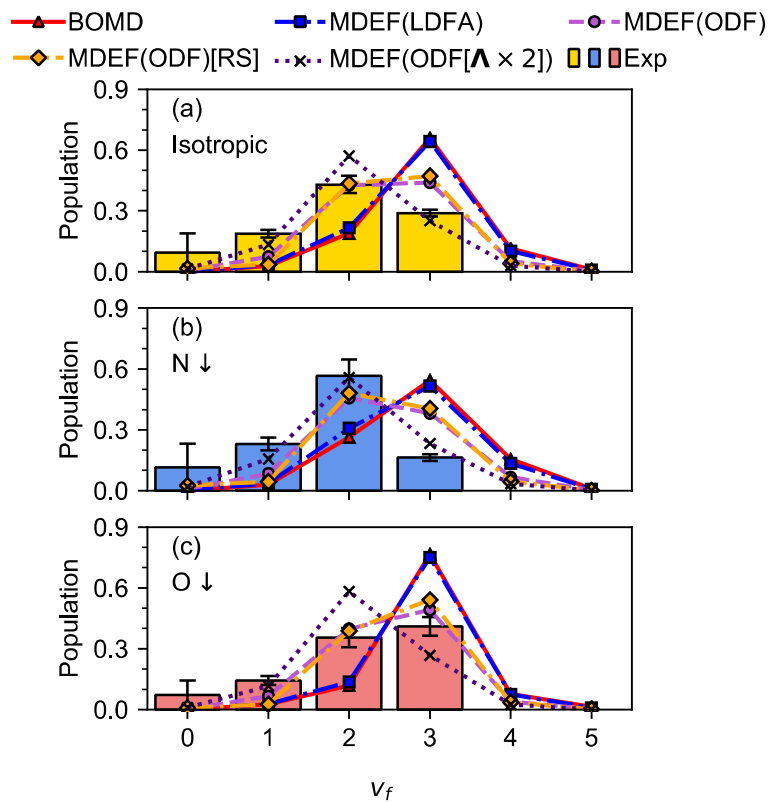 BOMD MDEF(LDFA) MDEF(ODF)
MDEF(ODF)[RS] MDEF(ODF[Λ × 2]) Exp
(a)
Isotropic
0.9
0.6
0.3
0.0
Population
(b)
N ↓
0.9
0.6
0.3
0.0
Population
(c)
O ↓
0.9
0.6
0.3
0.0
Population
0 1 2 3 4 5
v_f